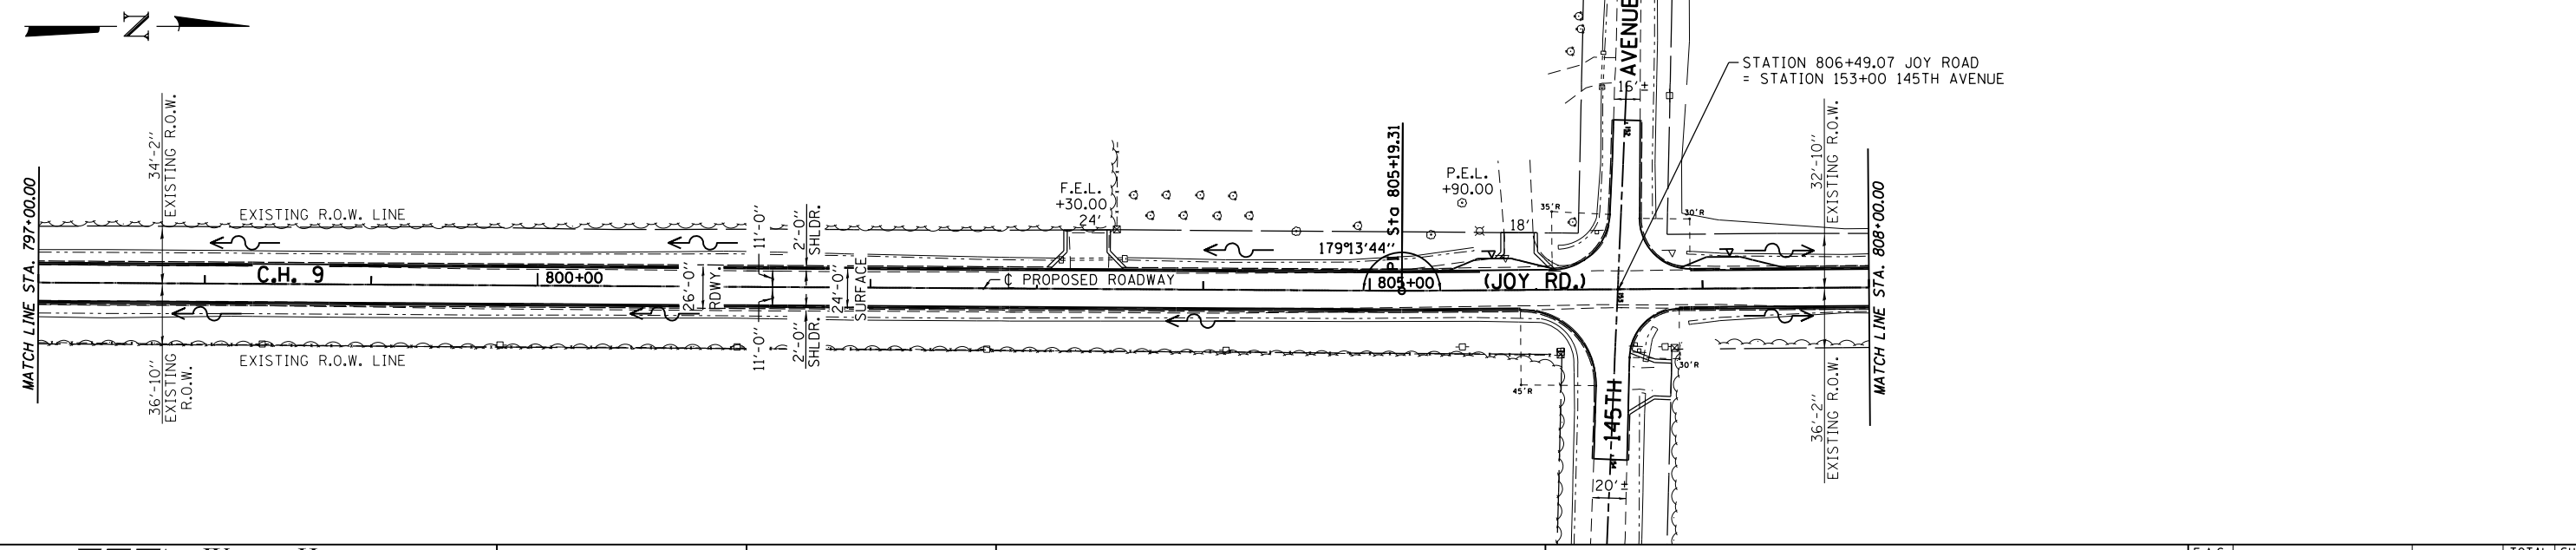 N
AVENUE
16'±
STATION 806+49.07 JOY ROAD
= STATION 153+00 145TH AVENUE
MATCH LINE STA. 797+00.00
34'-2"
EXISTING R.O.W.
EXISTING R.O.W. LINE
11'-0"
2'-0"
SHLDR.
F.E.L.
+30.00
24'
PI Sta 805+19.31
179°13'44"
P.E.L.
+90.00
18'
35'R
30'R
32'-10"
EXISTING R.O.W.
MATCH LINE STA. 808+00.00
C.H. 9
800+00
26'-0"
RDWY.
24'-0"
SURFACE
℄ PROPOSED ROADWAY
805+00
(JOY RD.)
36'-10"
EXISTING
R.O.W.
EXISTING R.O.W. LINE
11'-0"
2'-0"
SHLDR.
45'R
145TH
30'R
36'-2"
EXISTING R.O.W.
20'±